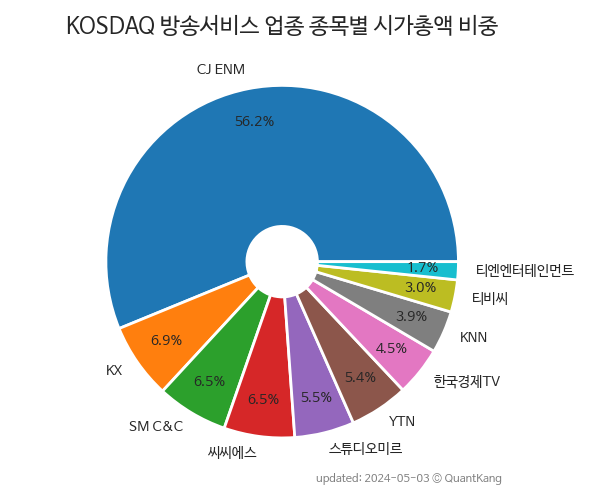 KOSDAQ 방송서비스 업종 종목별 시가총액 비중
CJ ENM
56.2%
1.7%
티엔엔터테인먼트
3.0%
티비씨
3.9%
KNN
4.5%
한국경제TV
5.4%
YTN
5.5%
스튜디오미르
6.5%
씨씨에스
6.5%
SM C&C
6.9%
KX
updated: 2024-05-03 © QuantKang